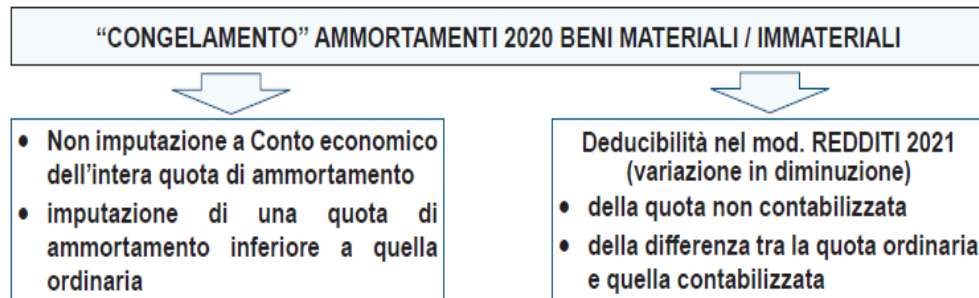 “CONGELAMENTO” AMMORTAMENTI 2020 BENI MATERIALI / IMMATERIALI
• Non imputazione a Conto economico
dell’intera quota di ammortamento
• imputazione di una quota di
ammortamento inferiore a quella
ordinaria
Deducibilità nel mod. REDDITI 2021
(variazione in diminuzione)
• della quota non contabilizzata
• della differenza tra la quota ordinaria
e quella contabilizzata